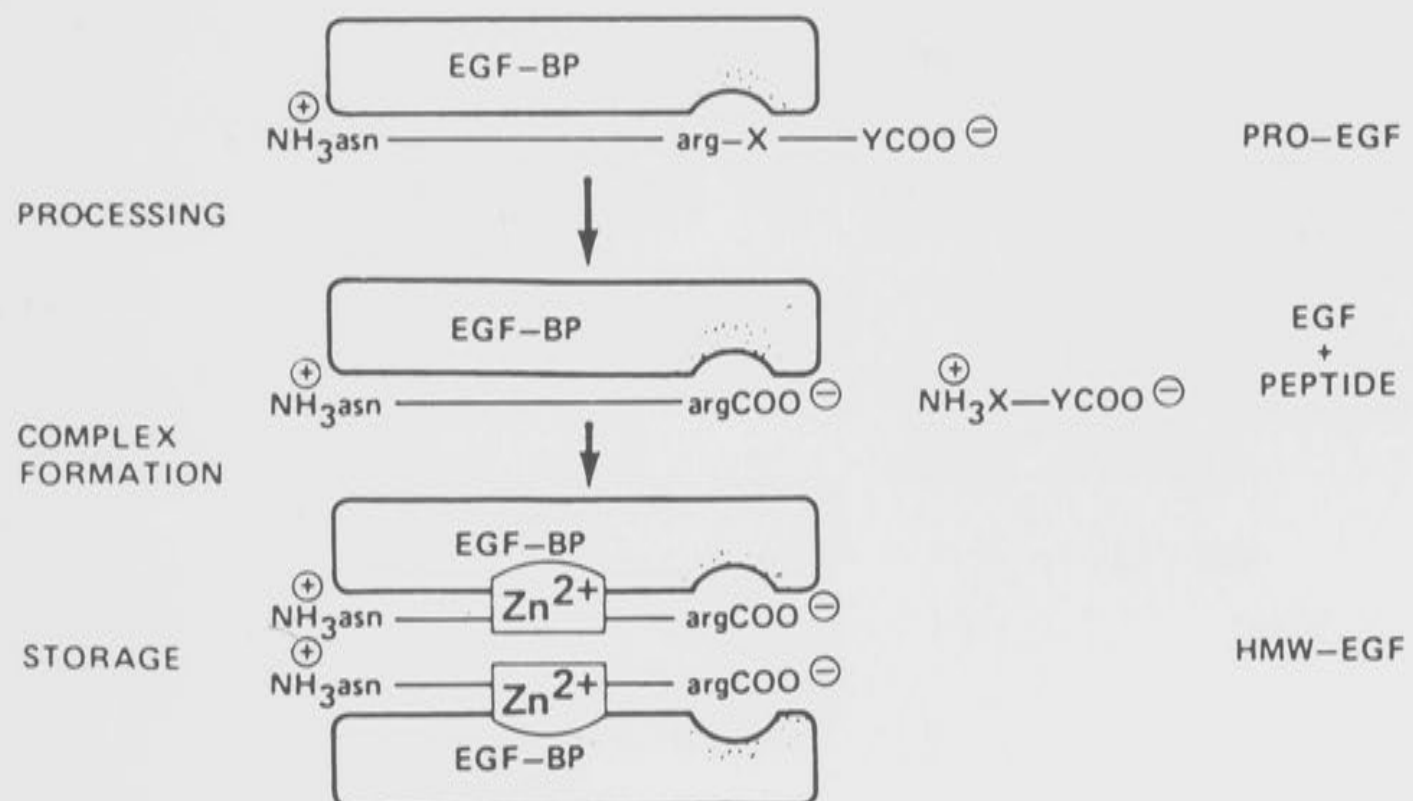 EGF-BP
⊕
NH3asn arg-X YCOO ⊖ PRO-EGF
PROCESSING
EGF-BP
EGF
+
PEPTIDE
⊕ ⊕
NH3asn argCOO ⊖ NH3X-YCOO ⊖
COMPLEX
FORMATION
EGF-BP
⊕
NH3asn Zn2+ argCOO ⊖
STORAGE HMW-EGF
⊕
NH3asn Zn2+ argCOO ⊖
EGF-BP